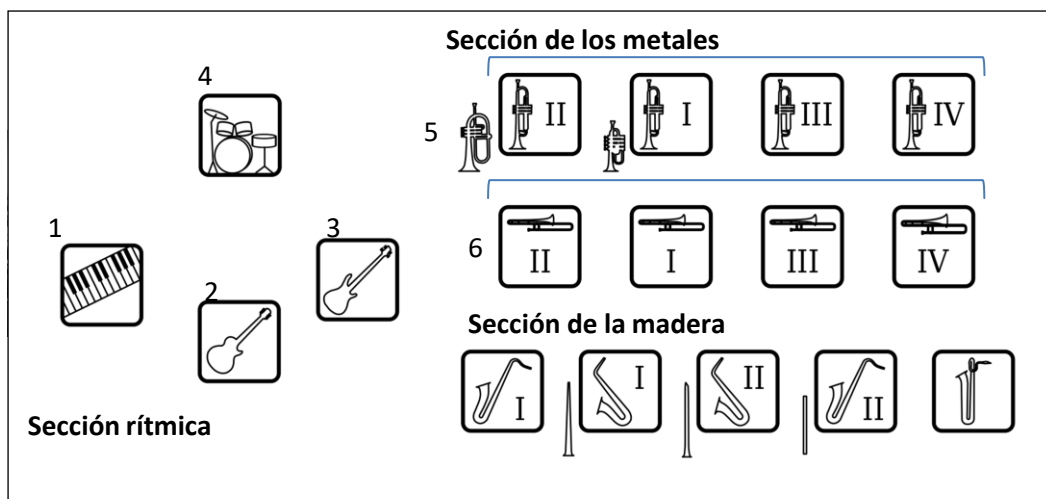 Sección de los metales
4
5
II
I
III
IV
1
3
6
II
I
III
IV
2
Sección de la madera
I
I
II
II
Sección rítmica